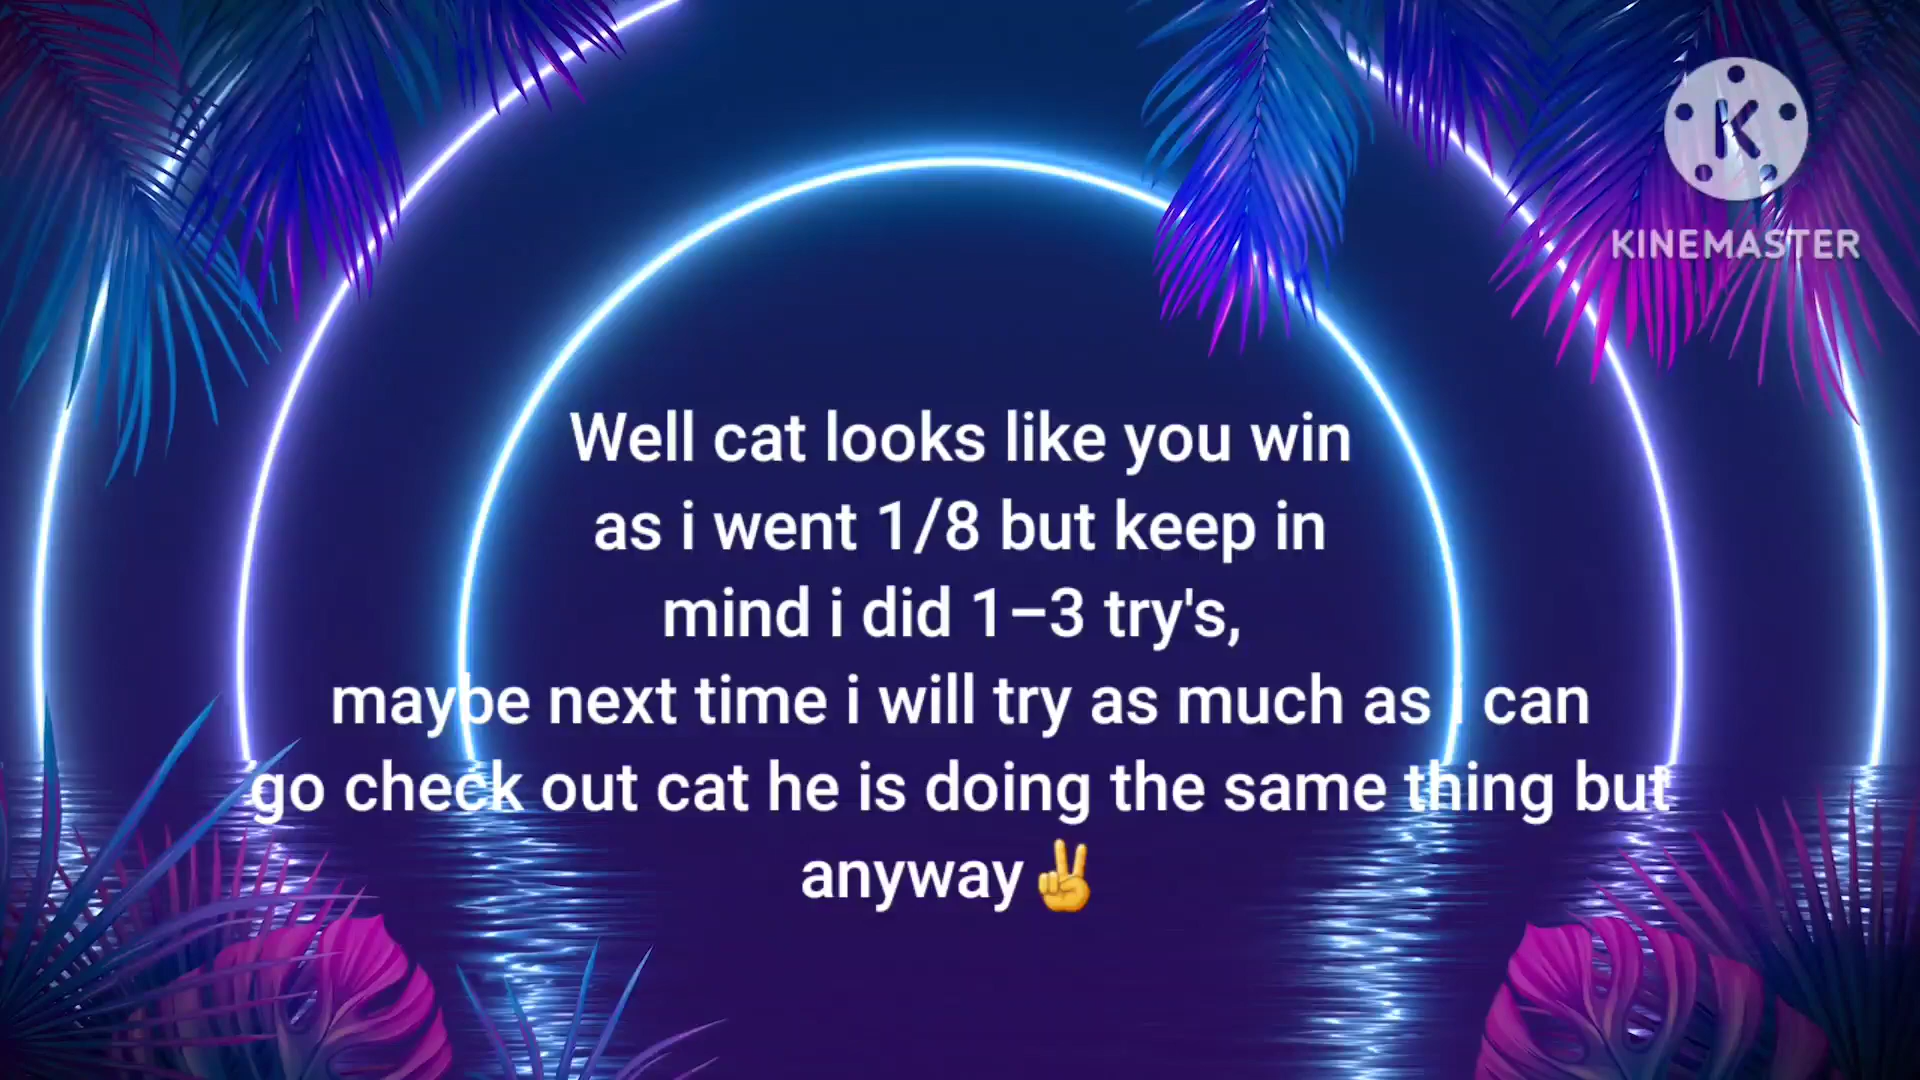 K
KINEMASTER
Well cat looks like you win
as i went 1/8 but keep in
mind i did 1–3 try's,
maybe next time i will try as much as i can
go check out cat he is doing the same thing but
anyway✌